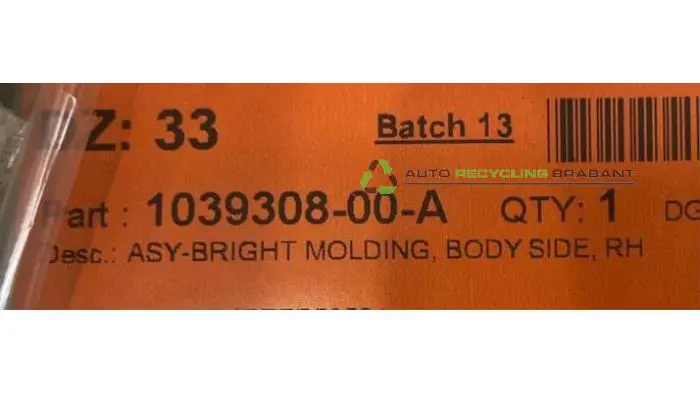 DZ: 33 Batch 13
AUTO RECYCLING BRABANT
Part : 1039308-00-A QTY: 1 DG
Desc.: ASY-BRIGHT MOLDING, BODY SIDE, RH